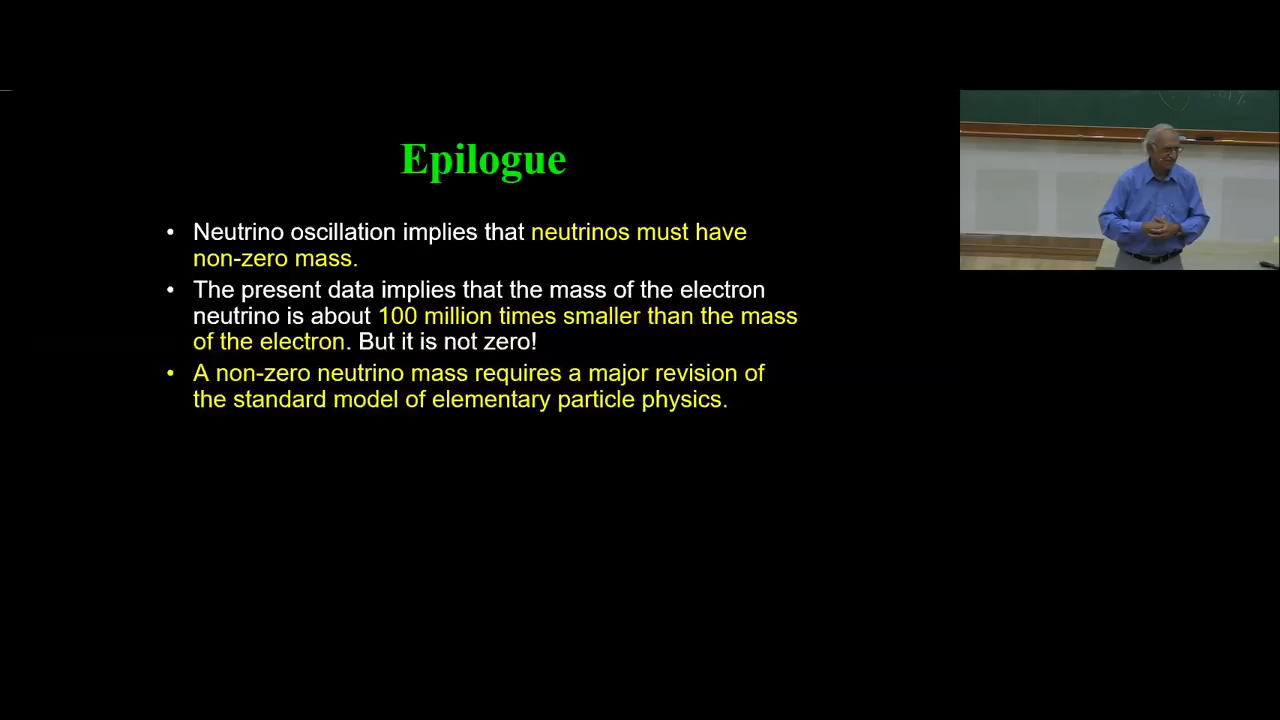 Epilogue
• Neutrino oscillation implies that neutrinos must have
non-zero mass.
• The present data implies that the mass of the electron
neutrino is about 100 million times smaller than the mass
of the electron. But it is not zero!
• A non-zero neutrino mass requires a major revision of
the standard model of elementary particle physics.